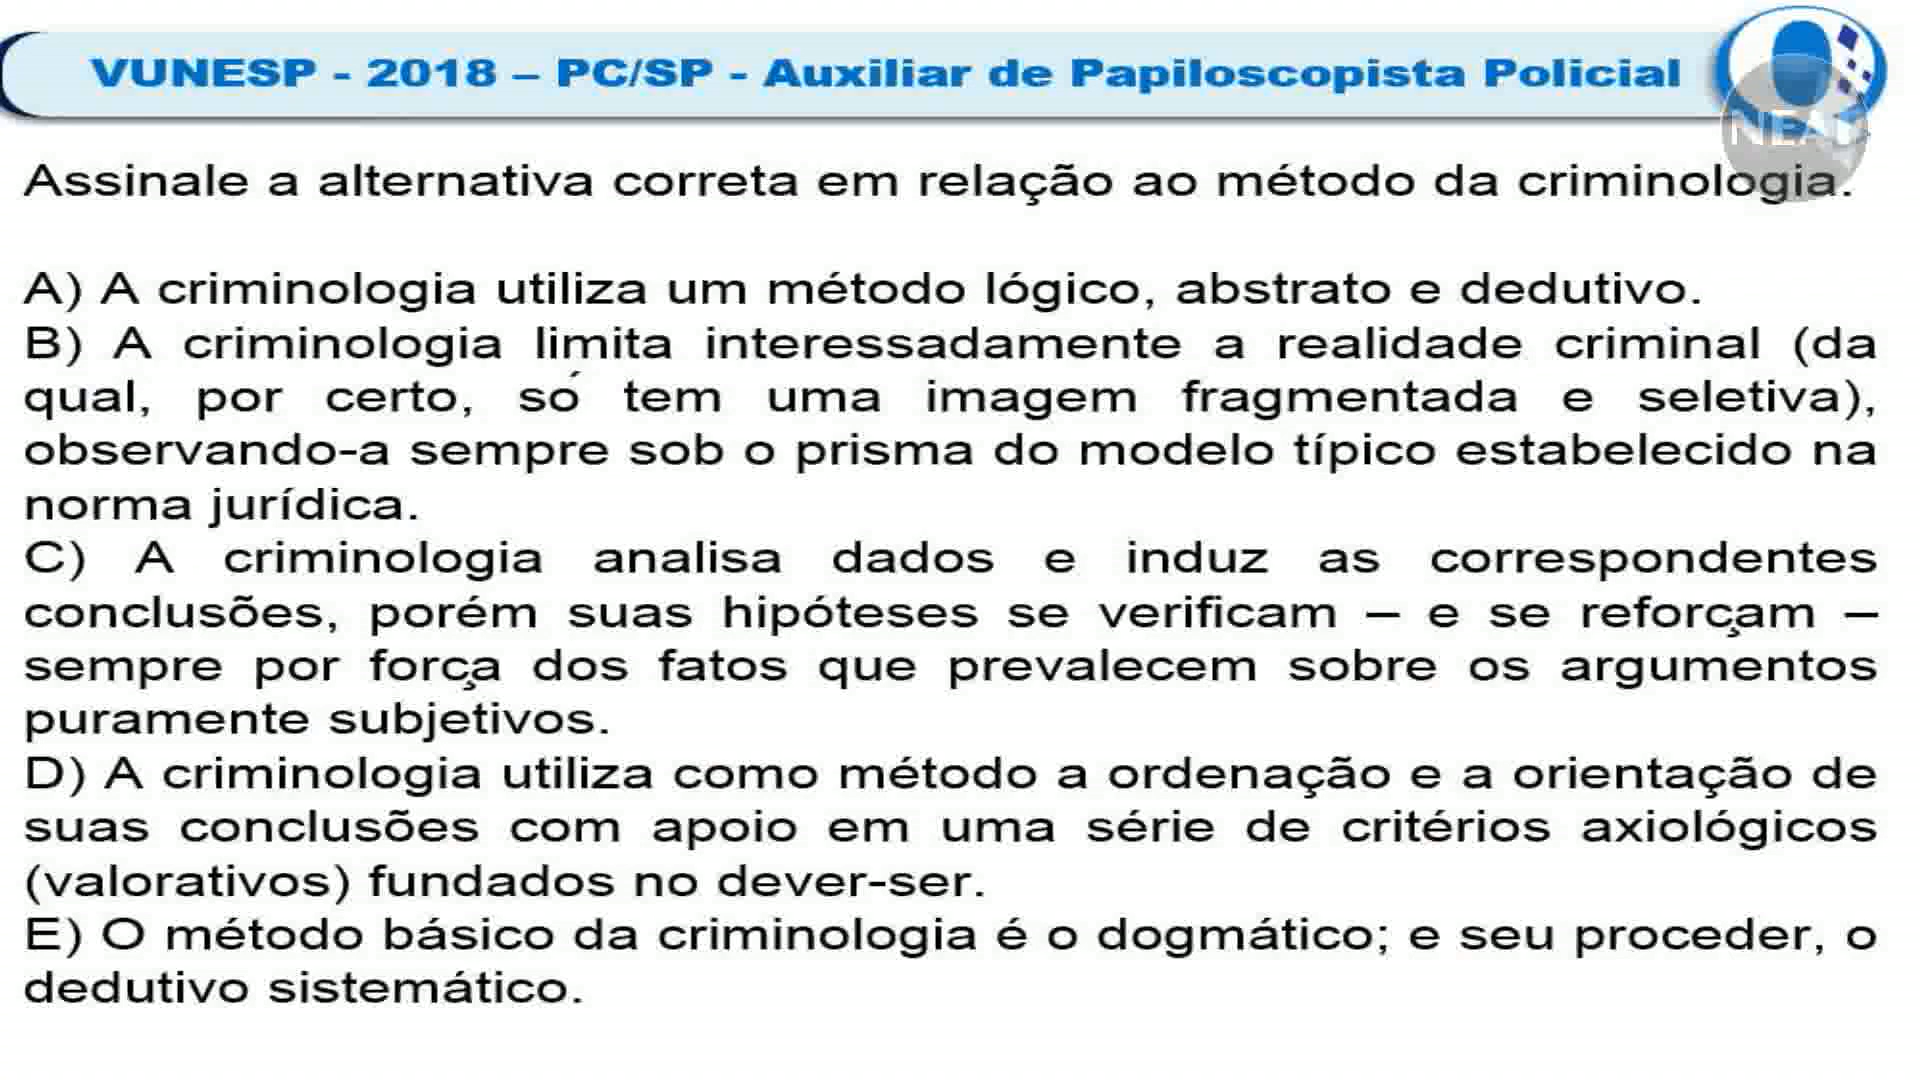 VUNESP - 2018 – PC/SP - Auxiliar de Papiloscopista Policial
NEAF
Assinale a alternativa correta em relação ao método da criminologia.
A) A criminologia utiliza um método lógico, abstrato e dedutivo.
B) A criminologia limita interessadamente a realidade criminal (da
qual, por certo, só tem uma imagem fragmentada e seletiva),
observando-a sempre sob o prisma do modelo típico estabelecido na
norma jurídica.
C) A criminologia analisa dados e induz as correspondentes
conclusões, porém suas hipóteses se verificam – e se reforçam –
sempre por força dos fatos que prevalecem sobre os argumentos
puramente subjetivos.
D) A criminologia utiliza como método a ordenação e a orientação de
suas conclusões com apoio em uma série de critérios axiológicos
(valorativos) fundados no dever-ser.
E) O método básico da criminologia é o dogmático; e seu proceder, o
dedutivo sistemático.